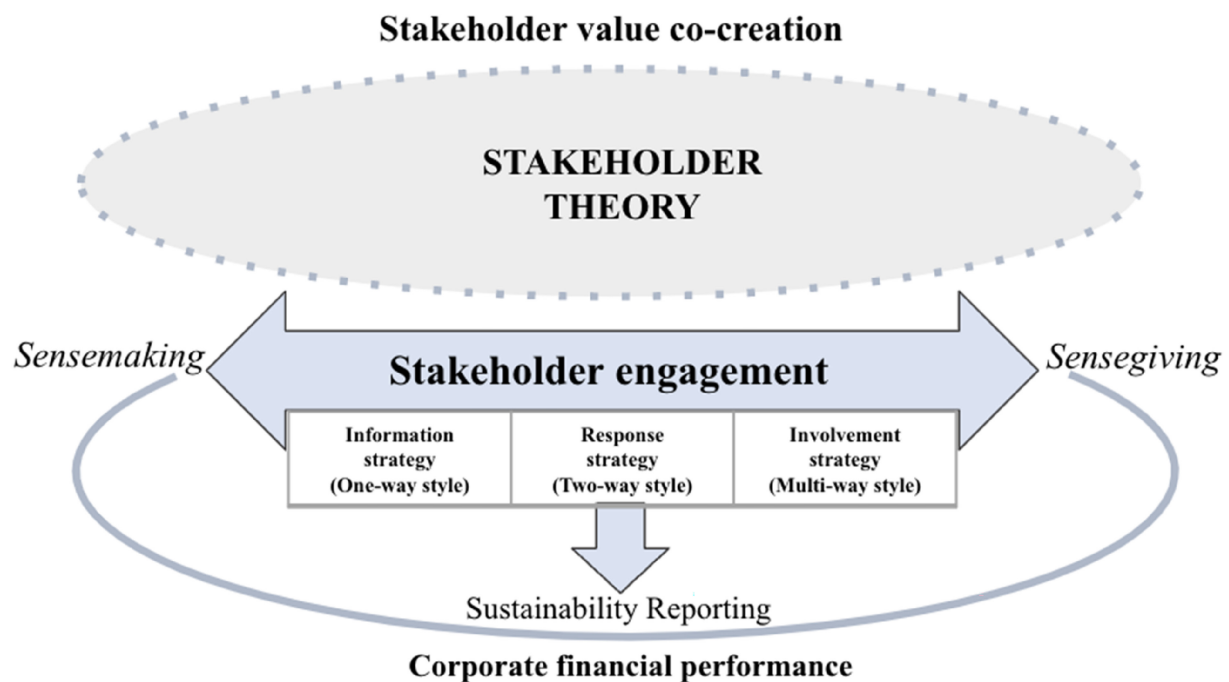 Stakeholder value co-creation
STAKEHOLDER
THEORY
Sensemaking
Stakeholder engagement
Sensegiving
Information
strategy
(One-way style)
Response
strategy
(Two-way style)
Involvement
strategy
(Multi-way style)
Sustainability Reporting
Corporate financial performance